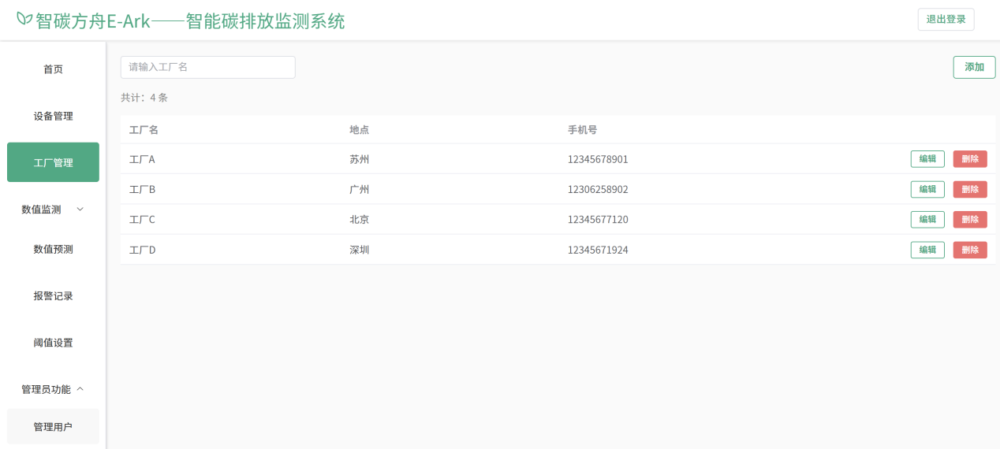 智碳方舟E-Ark——智能碳排放监测系统
退出登录
首页
设备管理
工厂管理
数值监测
数值预测
报警记录
阈值设置
管理员功能
管理用户
请输入工厂名
添加
共计：4 条
工厂名 地点 手机号
工厂A 苏州 12345678901 编辑 删除
工厂B 广州 12306258902 编辑 删除
工厂C 北京 12345677120 编辑 删除
工厂D 深圳 12345671924 编辑 删除